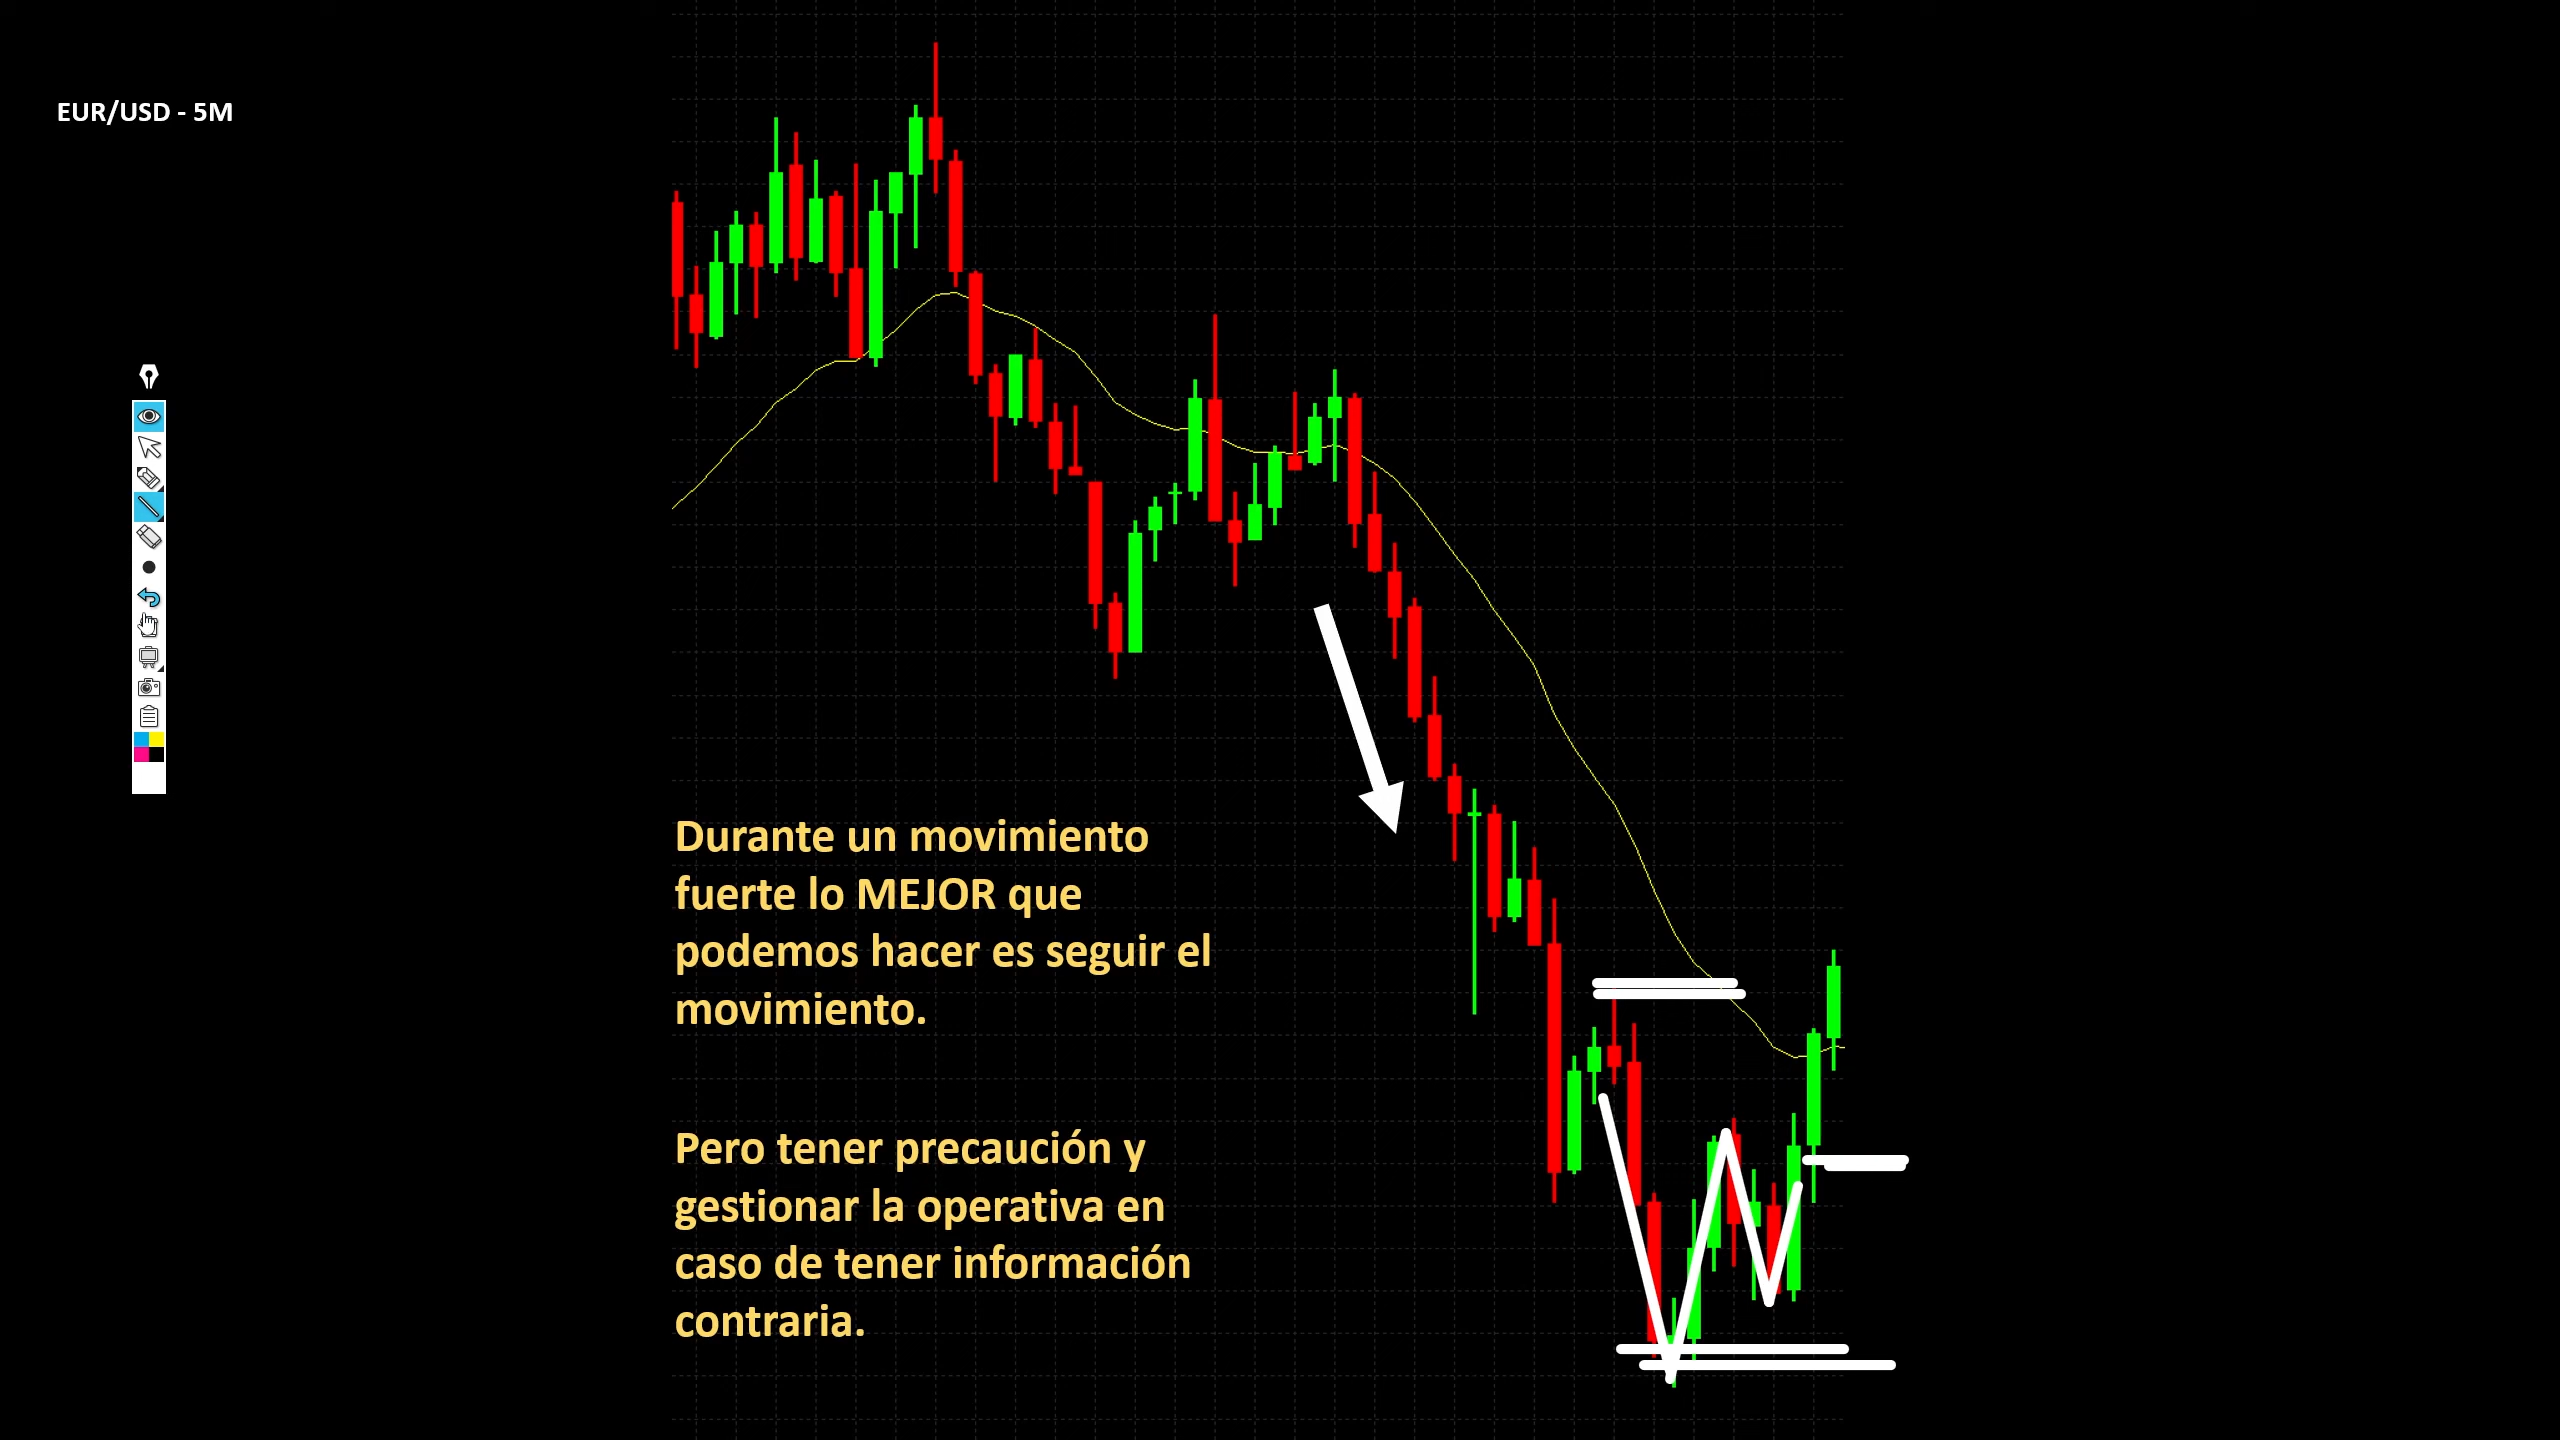 EUR/USD - 5M
Durante un movimiento
fuerte lo MEJOR que
podemos hacer es seguir el
movimiento.
Pero tener precaución y
gestionar la operativa en
caso de tener información
contraria.